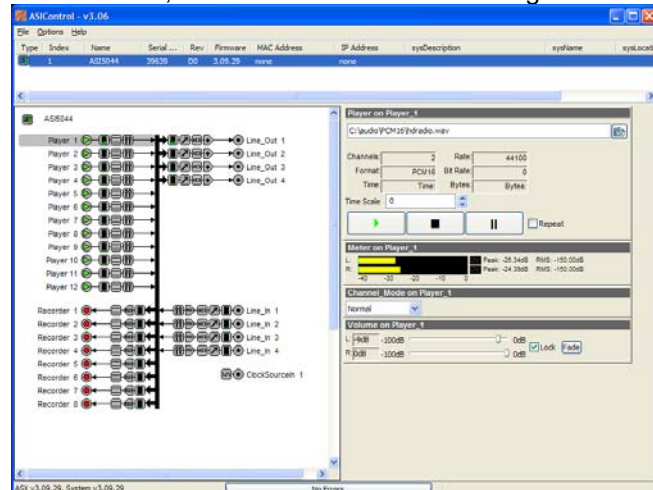 ASIControl - v3.06
File Options Help
Type Index Name Serial ... Rev Firmware MAC Address IP Address sysDescription sysName sysLocati
1 ASI5044 39639 D0 3.09.29 none none
ASI5044
Player 1 Line_Out 1
Player 2 Line_Out 2
Player 3 Line_Out 3
Player 4 Line_Out 4
Player 5
Player 6
Player 7
Player 8
Player 9
Player 10
Player 11
Player 12
Recorder 1 Line_In 1
Recorder 2 Line_In 2
Recorder 3 Line_In 3
Recorder 4 Line_In 4
Recorder 5
Recorder 6 ClockSourceIn 1
Recorder 7
Recorder 8
Player on Player_1
C:\audio\PCM16\hdradio.wav
Channels: 2 Rate: 44100
Format: PCM16 Bit Rate: 0
Time: Time: Bytes: Bytes:
Time Scale 0
Repeat
Meter on Player_1
L: Peak: -26.34dB RMS: -150.00dB
R: Peak: -24.38dB RMS: -150.00dB
-40 -30 -20 -10 0
Channel_Mode on Player_1
Normal
Volume on Player_1
L -9dB -100dB 0dB
R 0dB -100dB 0dB
Lock Fade
ASX v3.09.29, System v3.09.29 No Errors